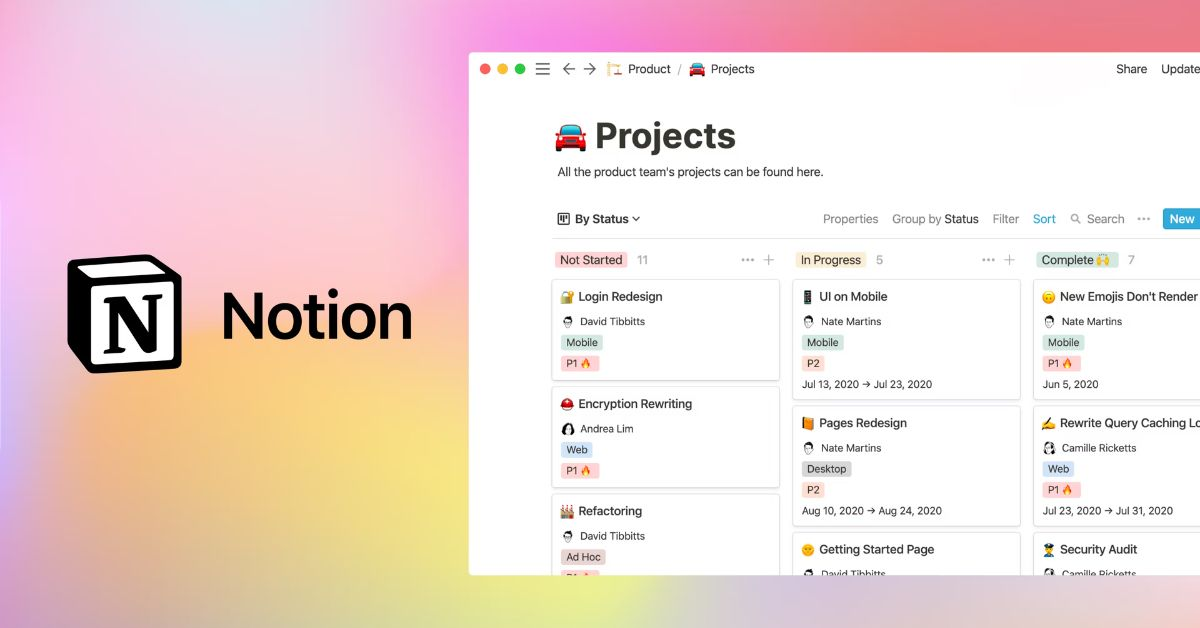 Notion
Product / Projects
Share Update
Projects
All the product team's projects can be found here.
By Status
Properties Group by Status Filter Sort Search ••• New
Not Started 11
Login Redesign
David Tibbitts
Mobile
P1
Encryption Rewriting
Andrea Lim
Web
P1
Refactoring
David Tibbitts
Ad Hoc
P1
In Progress 5
UI on Mobile
Nate Martins
Mobile
P2
Jul 13, 2020 → Jul 23, 2020
Pages Redesign
Nate Martins
Desktop
P2
Aug 10, 2020 → Aug 24, 2020
Getting Started Page
David Tibbitts
Complete 🙌 7
New Emojis Don't Render
Nate Martins
Mobile
P1
Jun 5, 2020
Rewrite Query Caching Lo
Camille Ricketts
Web
P1
Jul 23, 2020 → Jul 31, 2020
Security Audit
Camille Ricketts